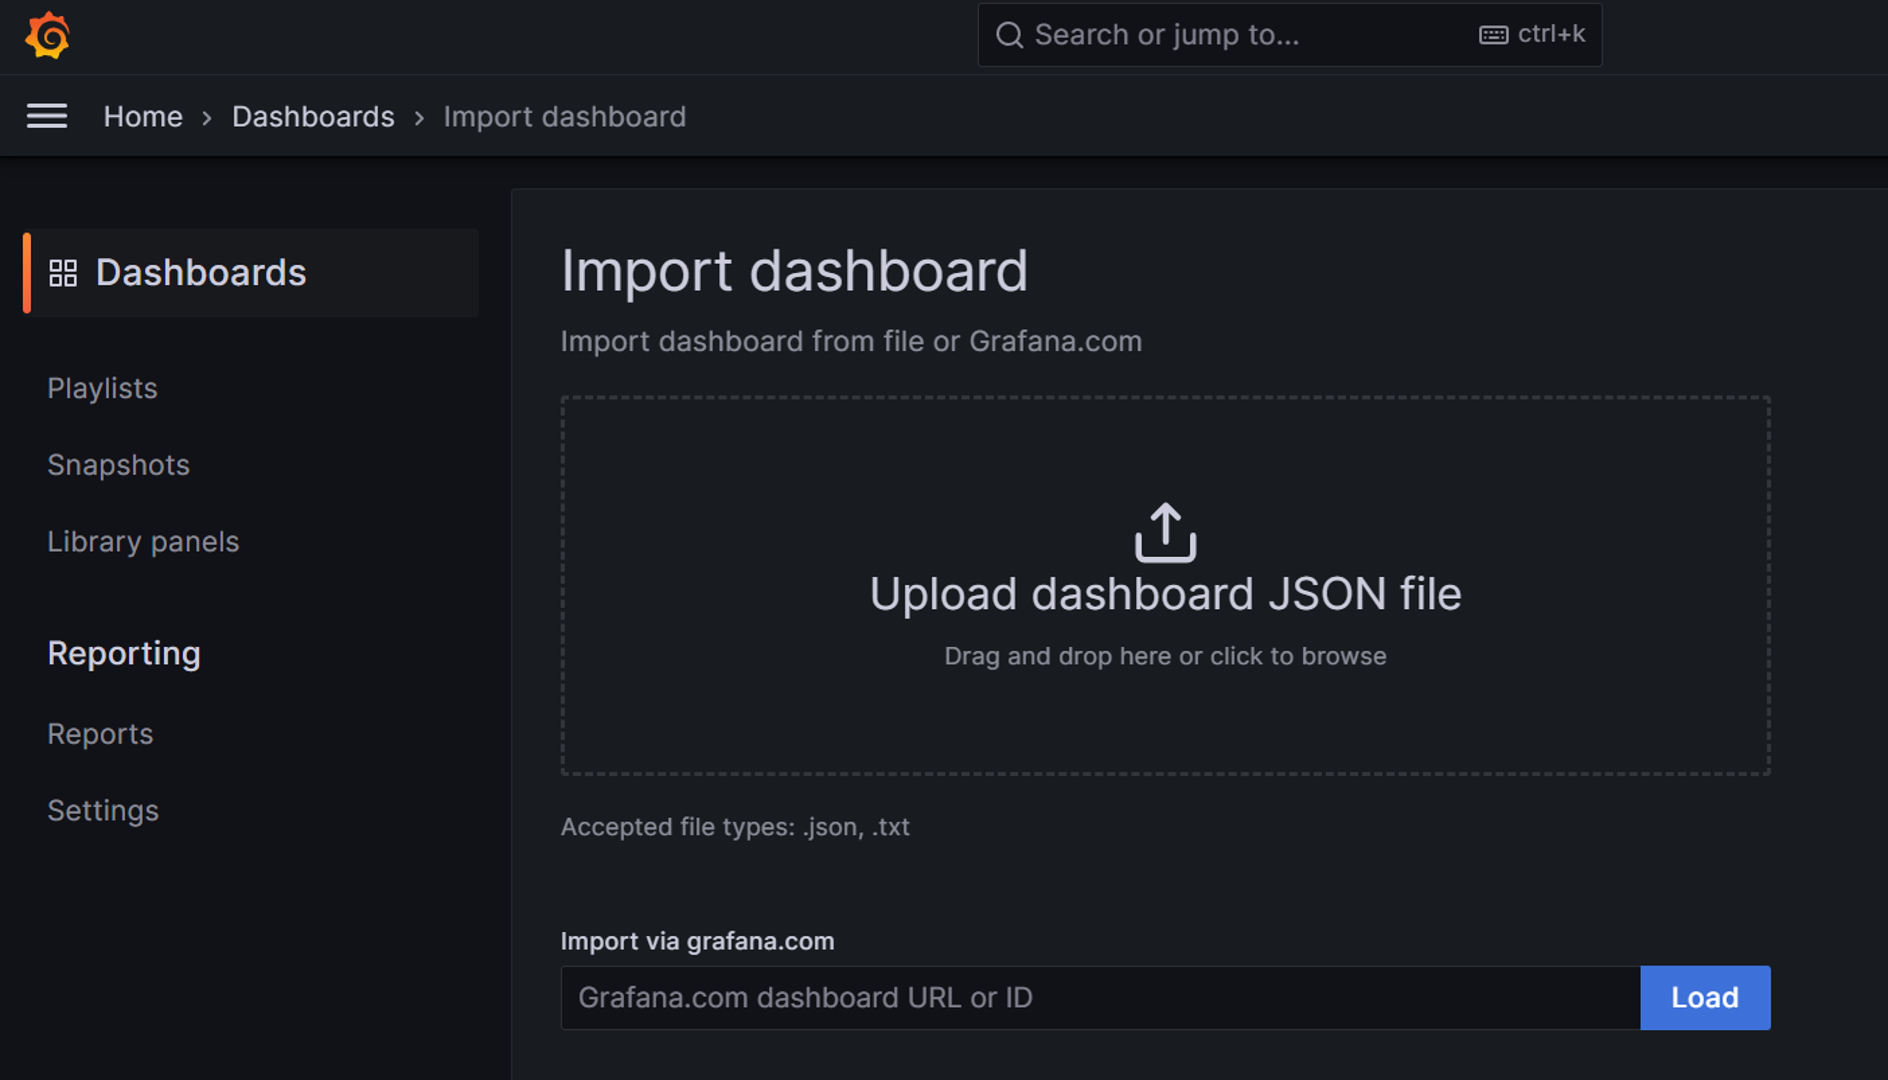 Search or jump to...
ctrl+k
Home › Dashboards › Import dashboard
Dashboards
Playlists
Snapshots
Library panels
Reporting
Reports
Settings
Import dashboard
Import dashboard from file or Grafana.com
Upload dashboard JSON file
Drag and drop here or click to browse
Accepted file types: .json, .txt
Import via grafana.com
Grafana.com dashboard URL or ID
Load